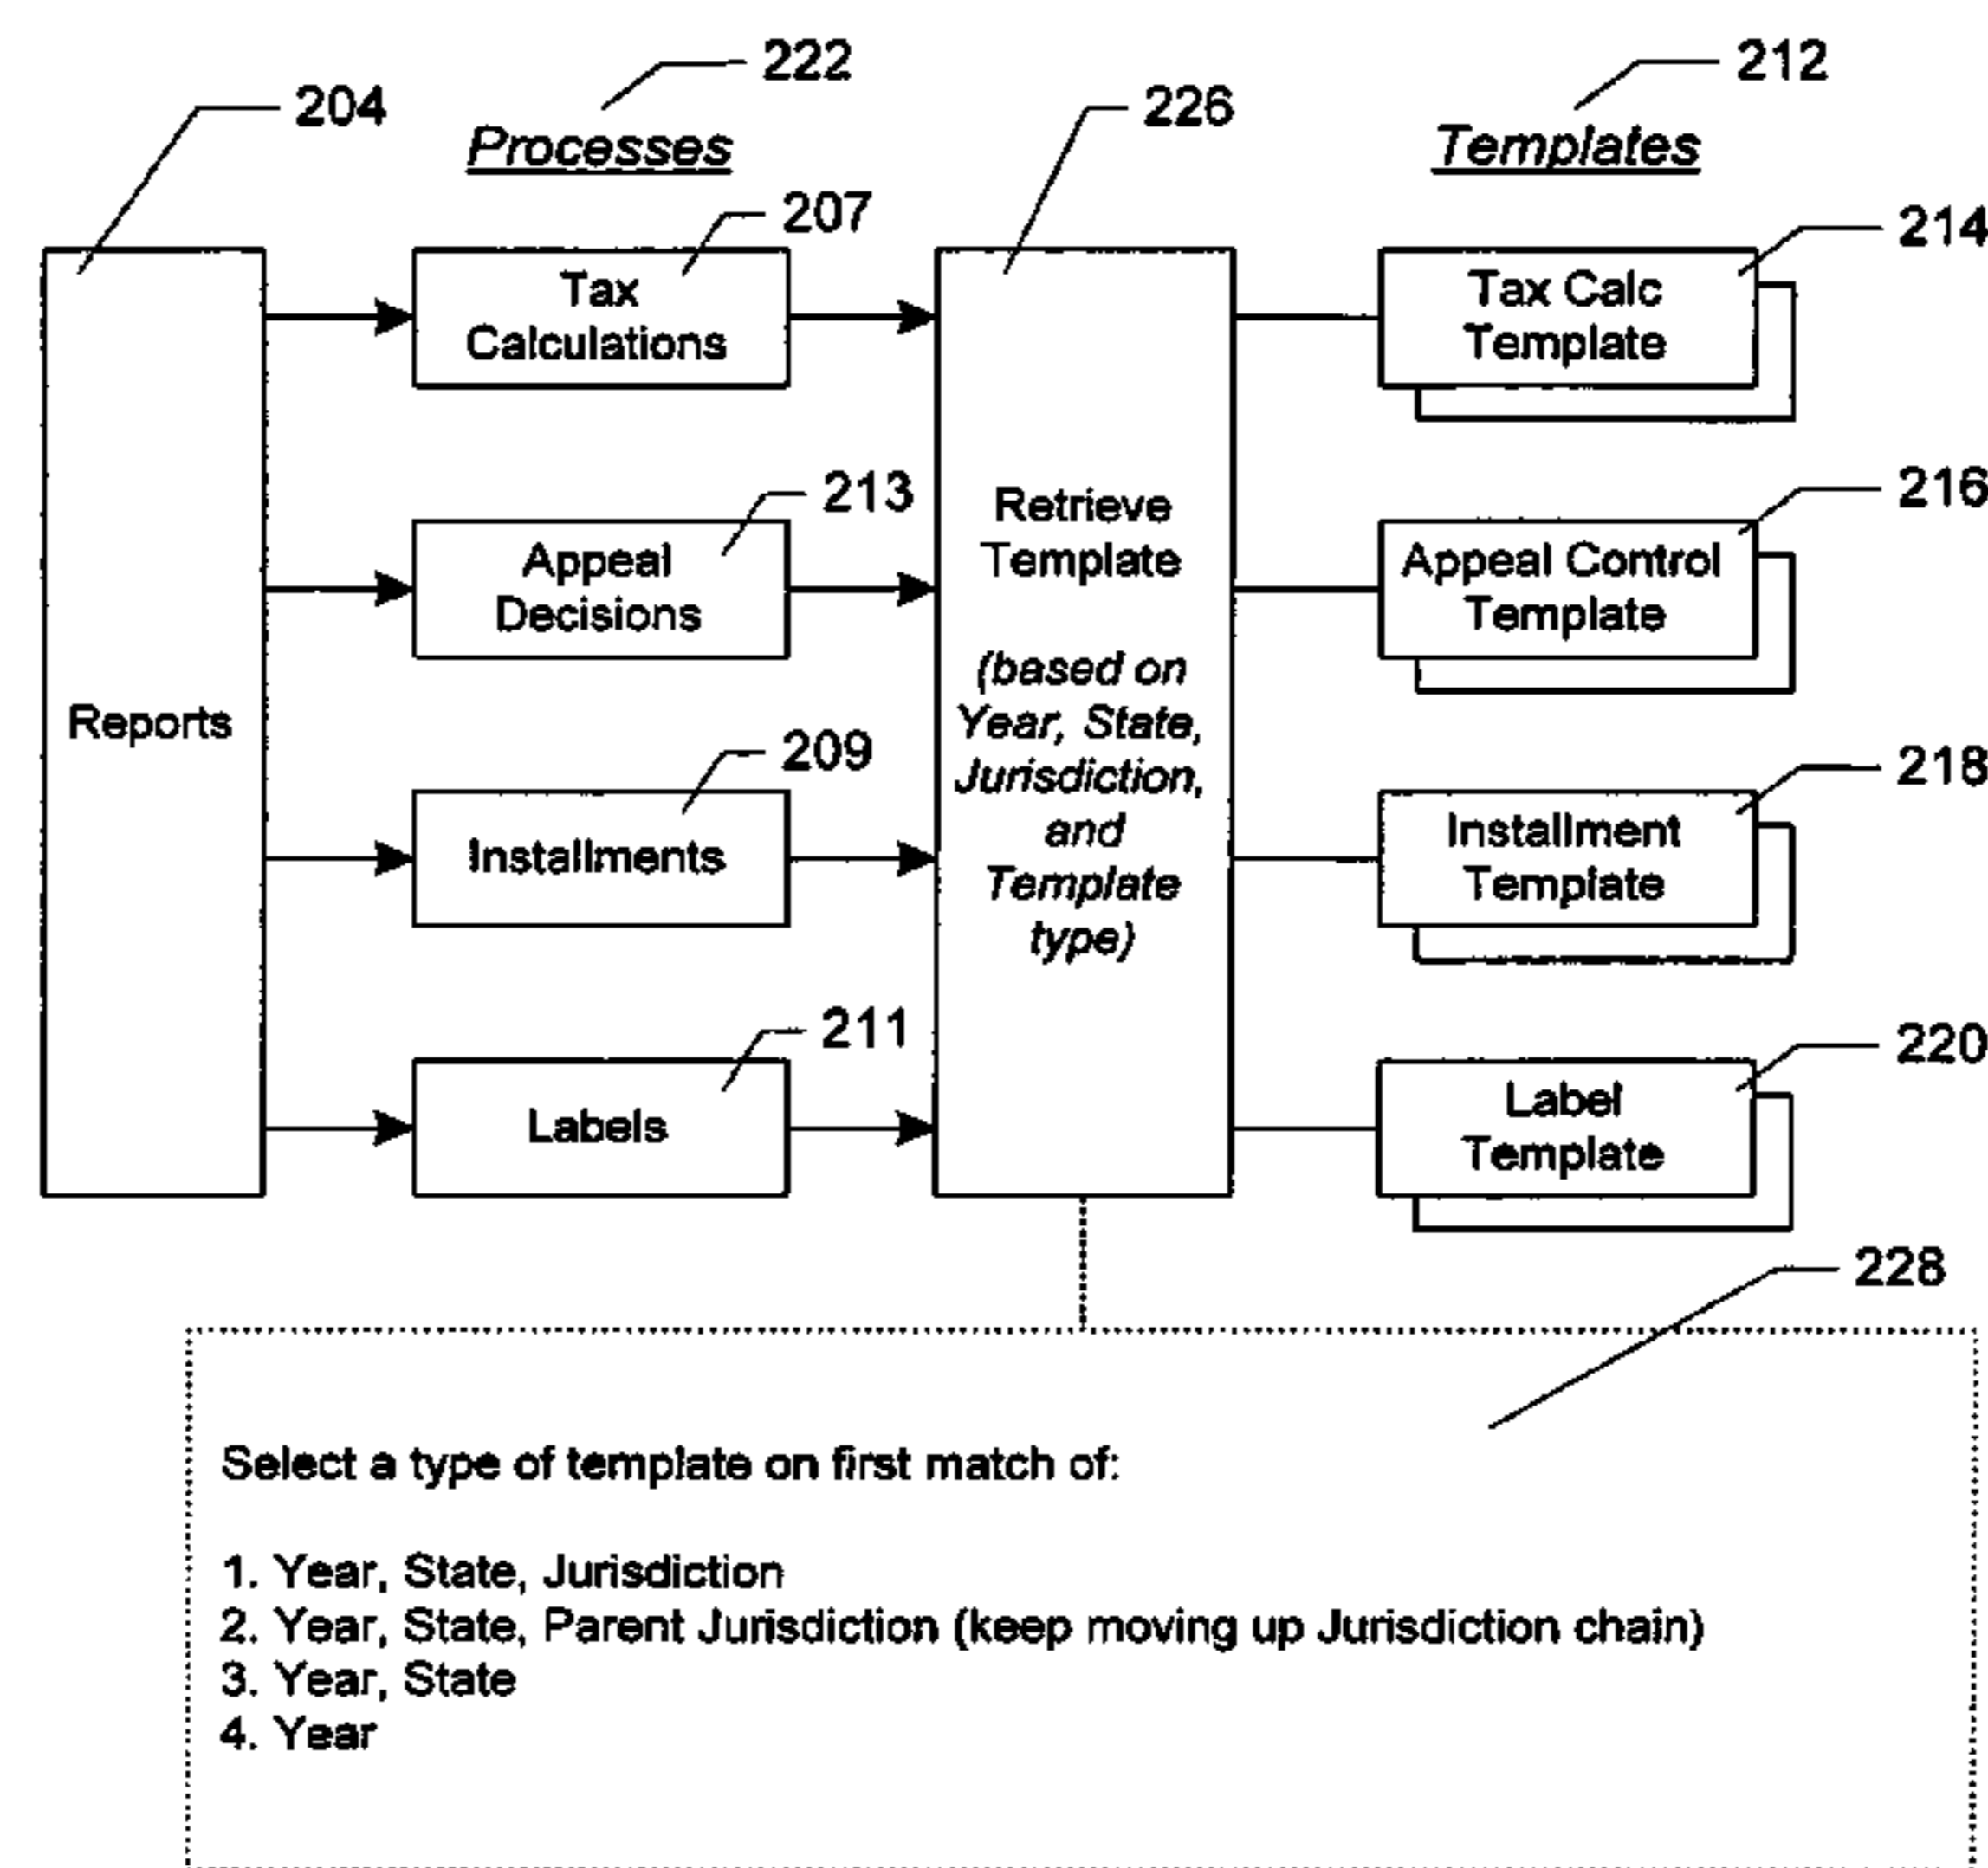 222
212
204
226
Processes
Templates
207
214
Tax
Calculations
Tax Calc
Template
213
216
Retrieve
Template
Appeal
Decisions
Appeal Control
Template
(based on
Year, State,
Jurisdiction,
and
Template
type)
Reports
209
218
Installments
Installment
Template
211
220
Labels
Label
Template
228
Select a type of template on first match of:
1. Year, State, Jurisdiction
2. Year, State, Parent Jurisdiction (keep moving up Jurisdiction chain)
3. Year, State
4. Year